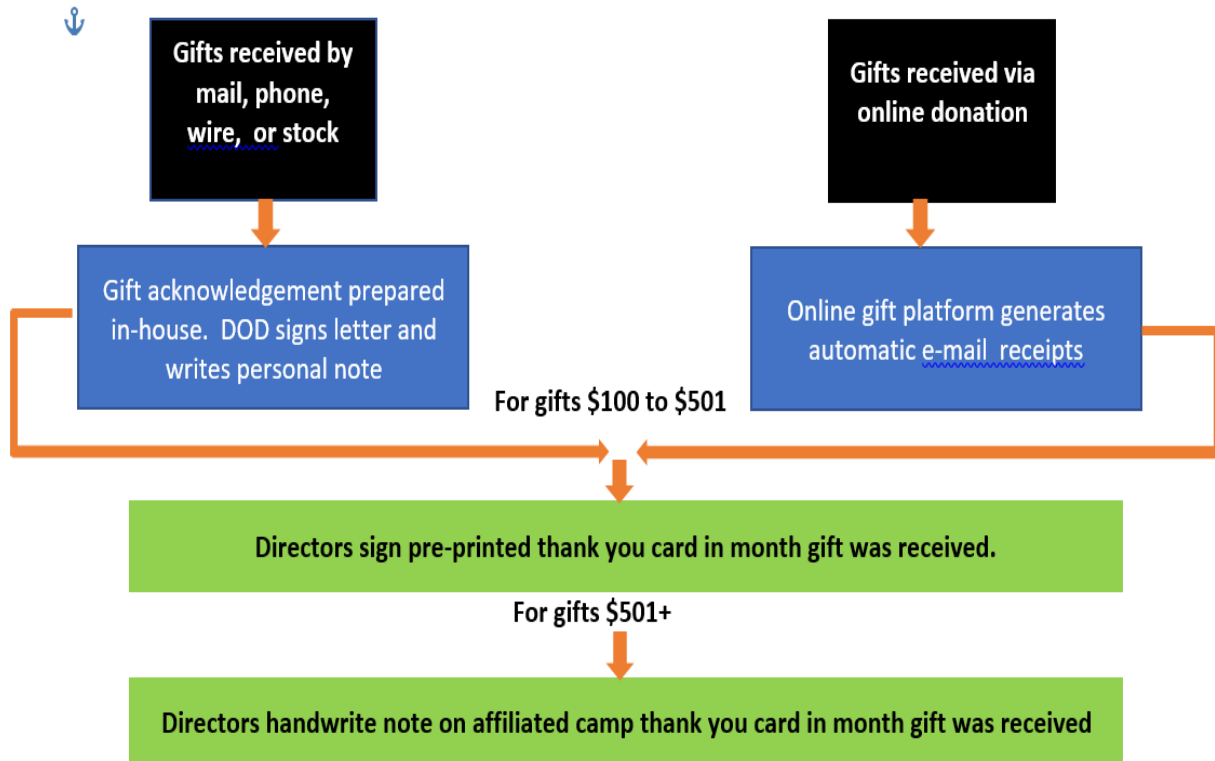 Gifts received by
mail, phone,
wire,  or stock
Gifts received via
online donation
Gift acknowledgement prepared
in-house.  DOD signs letter and
writes personal note
Online gift platform generates
automatic e-mail  receipts
For gifts $100 to $501
Directors sign pre-printed thank you card in month gift was received.
For gifts $501+
Directors handwrite note on affiliated camp thank you card in month gift was received